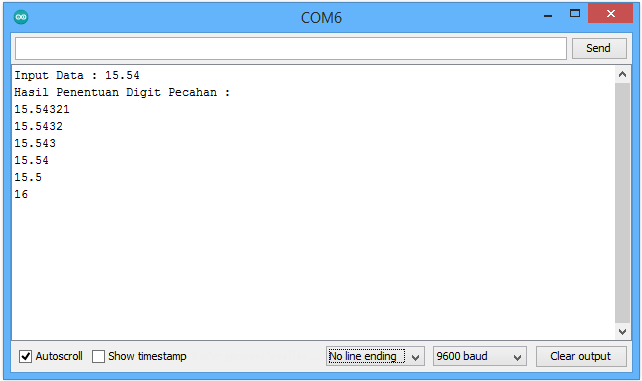 COM6
Send
Input Data : 15.54
Hasil Penentuan Digit Pecahan :
15.54321
15.5432
15.543
15.54
15.5
16
Autoscroll
Show timestamp
No line ending
9600 baud
Clear output